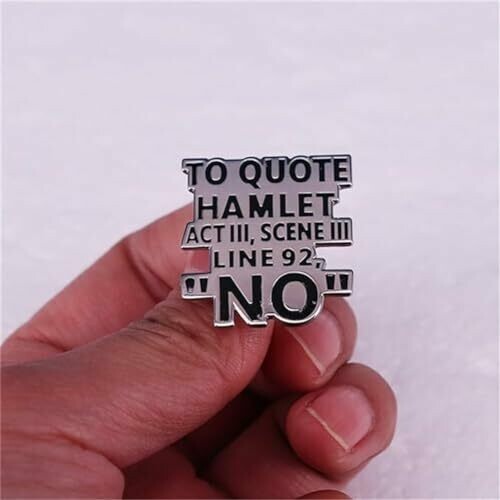 TO QUOTE
HAMLET
ACT III, SCENE III
LINE 92,
"NO"